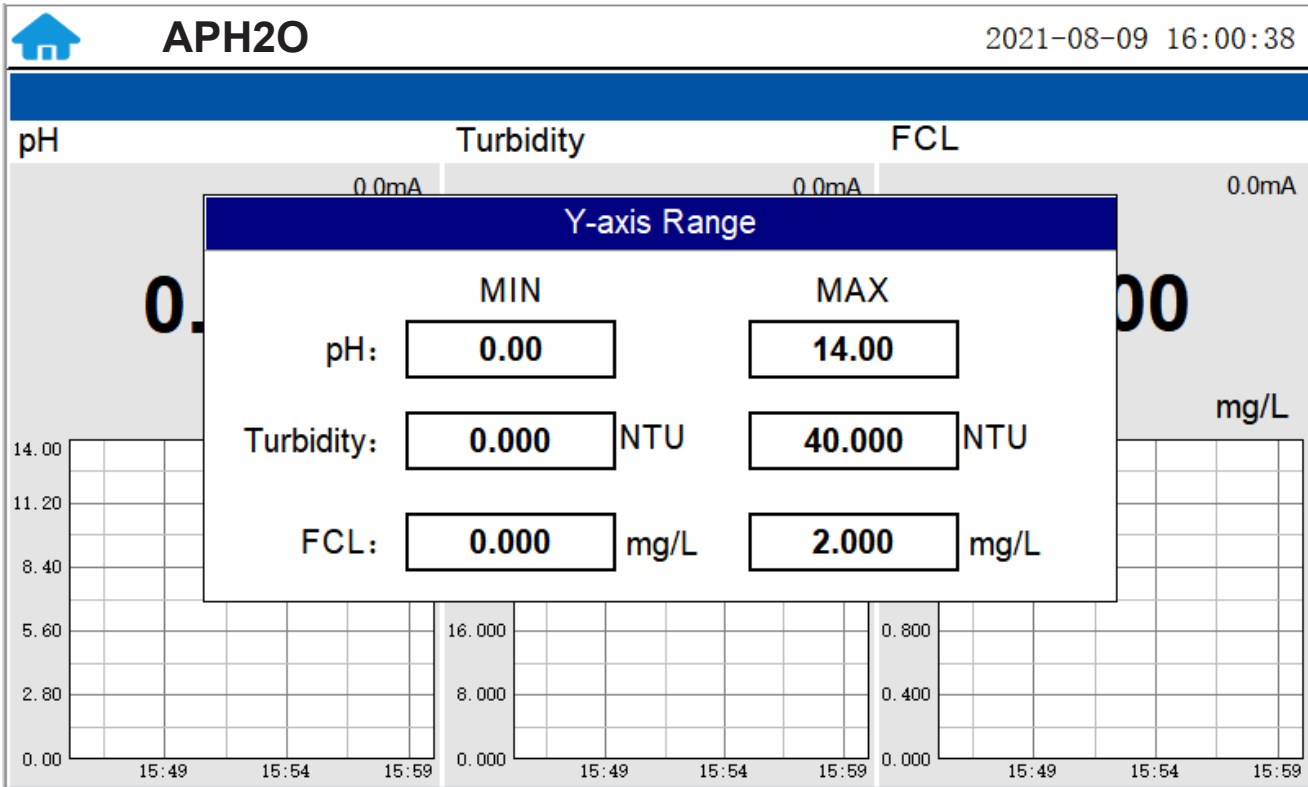 APH2O 2021-08-09 16:00:38
pH Turbidity FCL
0.0mA 0.0mA 0.0mA
Y-axis Range
MIN MAX
pH： 0.00 14.00
Turbidity： 0.000 NTU 40.000 NTU
FCL： 0.000 mg/L 2.000 mg/L
0. 00
mg/L
14.00
11.20
8.40
5.60 16.000 0.800
2.80 8.000 0.400
0.00 0.000 0.000
15:49 15:54 15:59 15:49 15:54 15:59 15:49 15:54 15:59